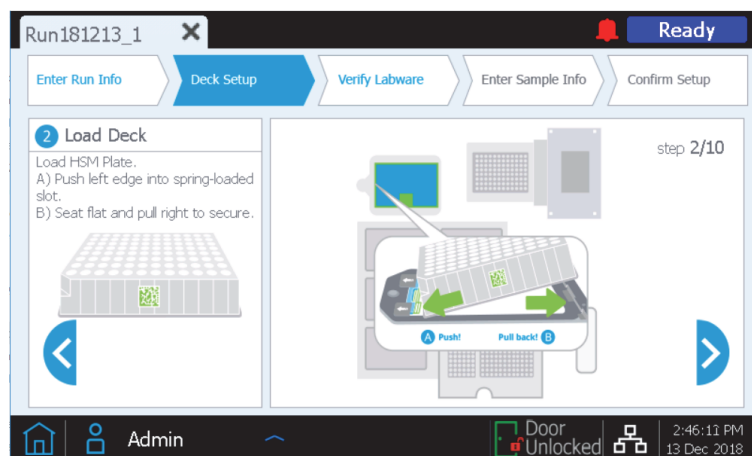 Run181213_1
Ready
Enter Run Info
Deck Setup
Verify Labware
Enter Sample Info
Confirm Setup
2 Load Deck
Load HSM Plate.
A) Push left edge into spring-loaded
slot.
B) Seat flat and pull right to secure.
step 2/10
A Push!
Pull back! B
Admin
Door
Unlocked
2:46:11 PM
13 Dec 2018